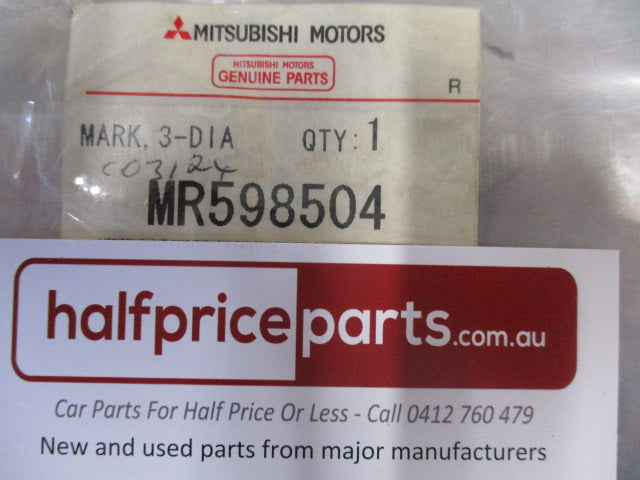 MITSUBISHI MOTORS
MITSUBISHI MOTORS
GENUINE PARTS
R
MARK, 3-DIA QTY: 1
C03124
MR598504
halfpriceparts.com.au
Car Parts For Half Price Or Less - Call 0412 760 479
New and used parts from major manufacturers